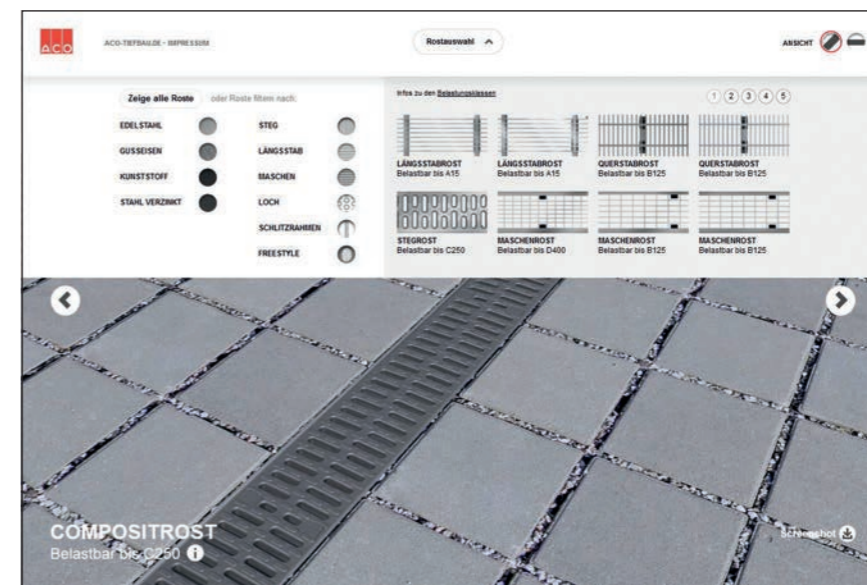 ACO
ACO-TIEFBAU.DE - IMPRESSUM
Rostauswahl
ANSICHT
Zeige alle Roste
oder Roste filtern nach:
EDELSTAHL
GUSSEISEN
KUNSTSTOFF
STAHL VERZINKT
STEG
LÄNGSSTAB
MASCHEN
LOCH
SCHLITZRAHMEN
FREESTYLE
Infos zu den Belastungsklassen
1 2 3 4 5
LÄNGSSTABROST
Belastbar bis A15
LÄNGSSTABROST
Belastbar bis A15
QUERSTABROST
Belastbar bis B125
QUERSTABROST
Belastbar bis B125
STEGROST
Belastbar bis C250
MASCHENROST
Belastbar bis D400
MASCHENROST
Belastbar bis B125
MASCHENROST
Belastbar bis B125
COMPOSITROST
Belastbar bis C250 i
Screenshot